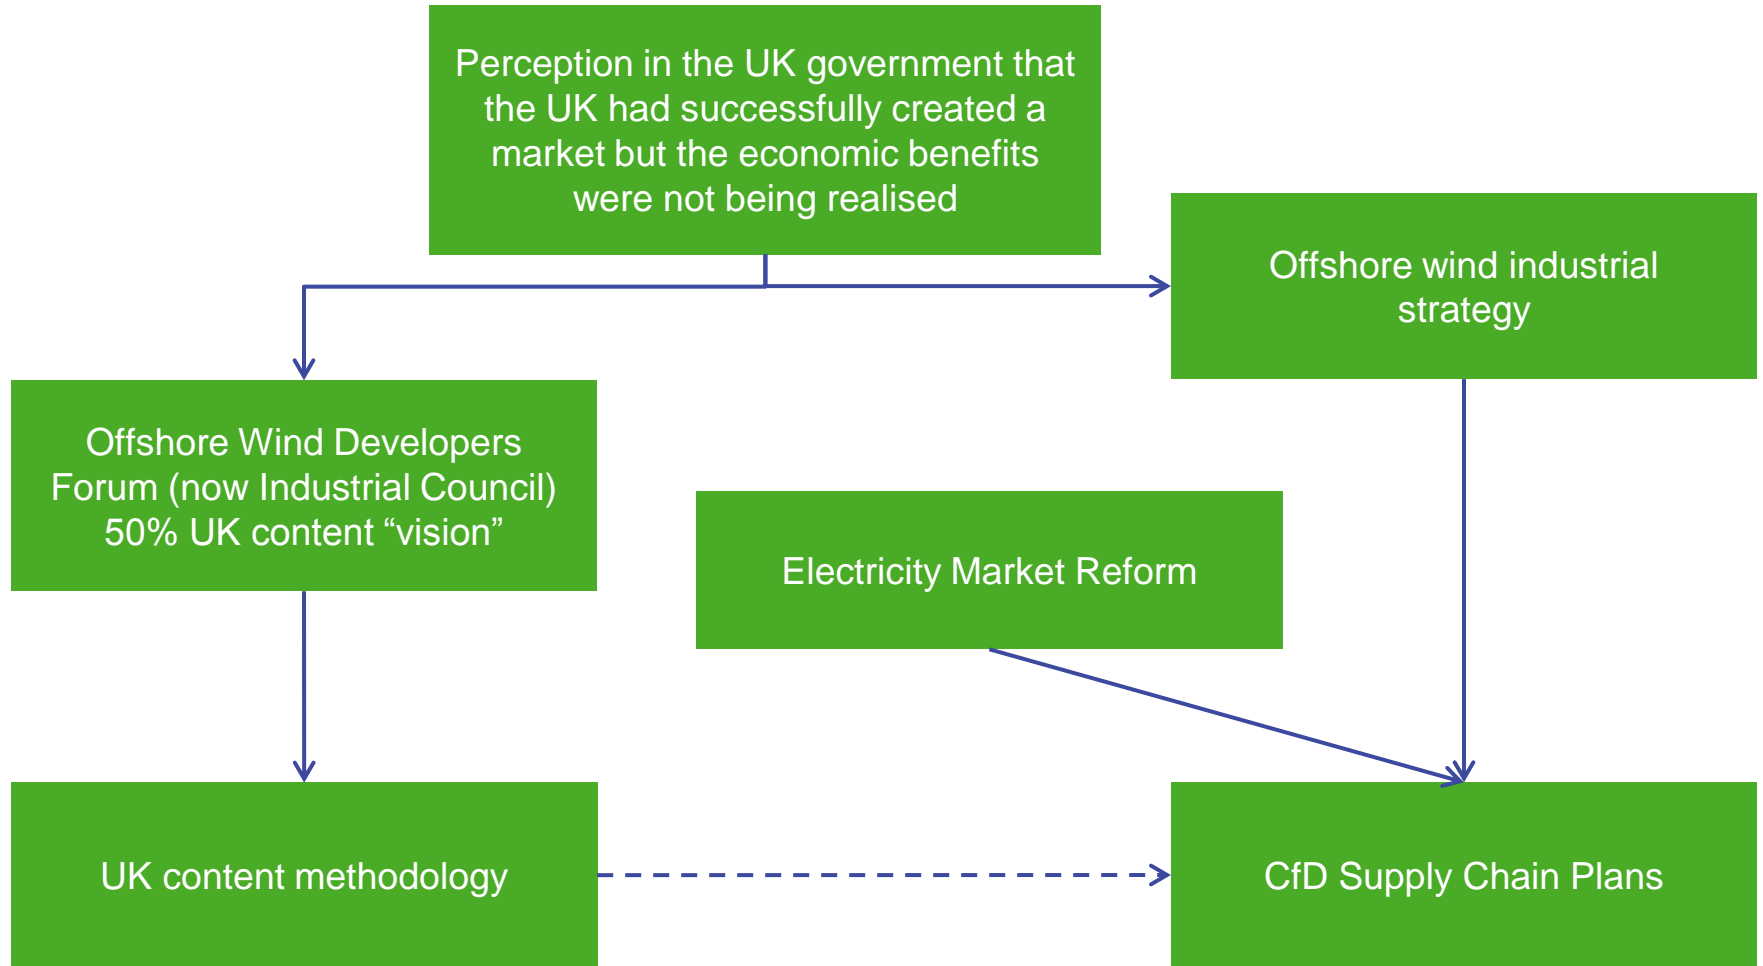 Perception in the UK government that
the UK had successfully created a
market but the economic benefits
were not being realised
Offshore wind industrial
strategy
Offshore Wind Developers
Forum (now Industrial Council)
50% UK content “vision”
Electricity Market Reform
UK content methodology
CfD Supply Chain Plans